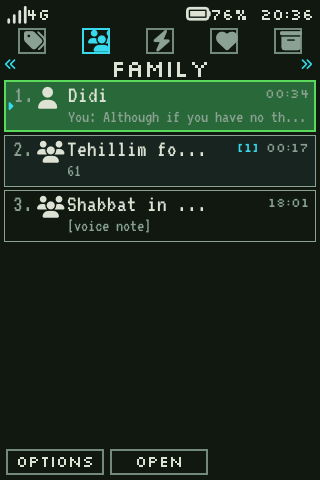 4G 76% 20:36
« FAMILY »
1. Didi 00:34
You: Although if you have no th...
2. Tehillim fo... [1] 00:17
61
3. Shabbat in ... 18:01
[voice note]
OPTIONS OPEN